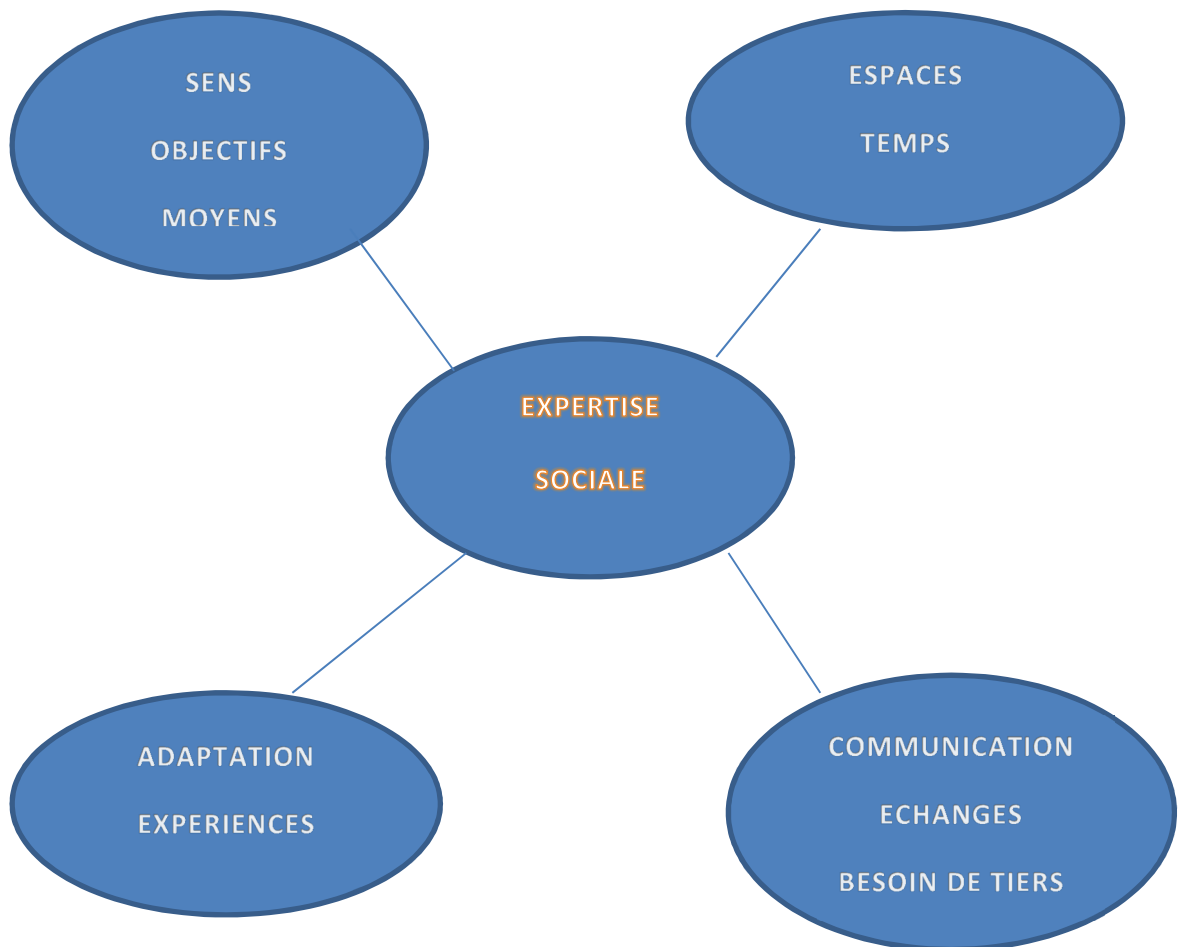 SENS
OBJECTIFS
MOYENS
ESPACES
TEMPS
EXPERTISE
SOCIALE
ADAPTATION
EXPERIENCES
COMMUNICATION
ECHANGES
BESOIN DE TIERS